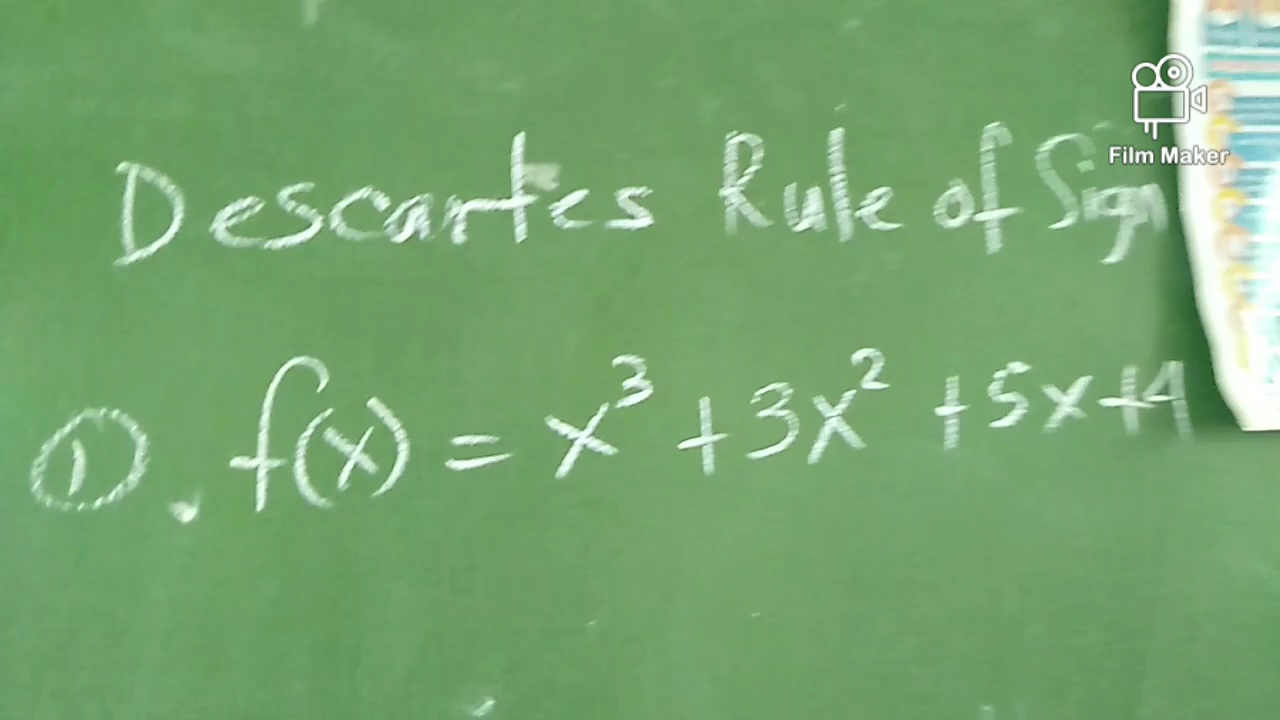 Film Maker
Descartes Rule of Sign
① . f(x) = x³ + 3x² + 5x + 4